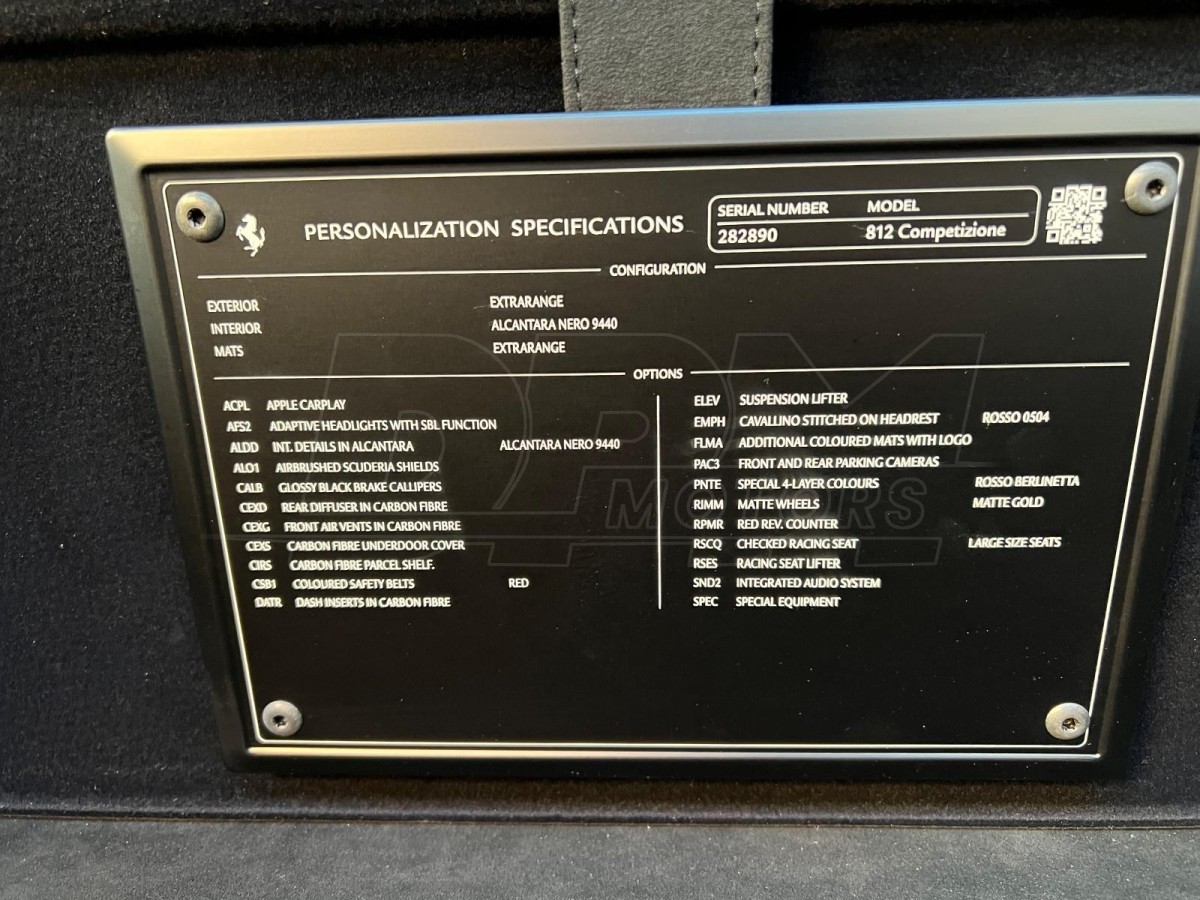 PERSONALIZATION SPECIFICATIONS
SERIAL NUMBER MODEL
282890 812 Competizione
CONFIGURATION
EXTERIOR EXTRARANGE
INTERIOR ALCANTARA NERO 9440
MATS EXTRARANGE
OPTIONS
ACPL APPLE CARPLAY
AFS2 ADAPTIVE HEADLIGHTS WITH SBL FUNCTION
ALDD INT. DETAILS IN ALCANTARA ALCANTARA NERO 9440
ALO1 AIRBRUSHED SCUDERIA SHIELDS
CALB GLOSSY BLACK BRAKE CALLIPERS
CEXD REAR DIFFUSER IN CARBON FIBRE
CEXG FRONT AIR VENTS IN CARBON FIBRE
CEXS CARBON FIBRE UNDERDOOR COVER
CIRS CARBON FIBRE PARCEL SHELF.
CSB1 COLOURED SAFETY BELTS RED
DATR DASH INSERTS IN CARBON FIBRE
ELEV SUSPENSION LIFTER
EMPH CAVALLINO STITCHED ON HEADREST ROSSO 0504
FLMA ADDITIONAL COLOURED MATS WITH LOGO
PAC3 FRONT AND REAR PARKING CAMERAS
PNTE SPECIAL 4-LAYER COLOURS ROSSO BERLINETTA
RIMM MATTE WHEELS MATTE GOLD
RPMR RED REV. COUNTER
RSCQ CHECKED RACING SEAT LARGE SIZE SEATS
RSES RACING SEAT LIFTER
SND2 INTEGRATED AUDIO SYSTEM
SPEC SPECIAL EQUIPMENT
DPM
MOTORS